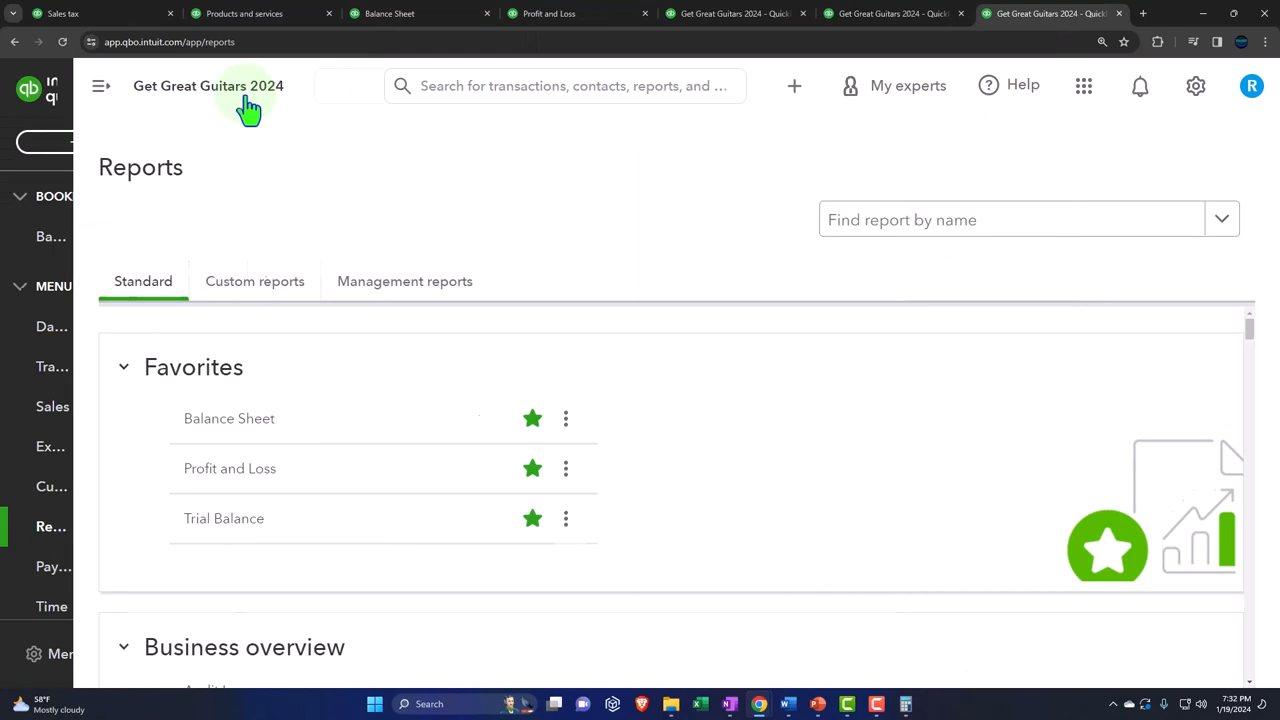 Sales tax
Products and services
Balance Sheet
Profit and Loss
Get Great Guitars 2024 - Quick
Get Great Guitars 2024 - Quick
Get Great Guitars 2024 - Quick
app.qbo.intuit.com/app/reports
qb
Get Great Guitars 2024
Search for transactions, contacts, reports, and ...
My experts
Help
R
Reports
Find report by name
BOOK
Ba...
MENU
Da...
Tra...
Sales
Ex...
Cu...
Re...
Pay...
Time
Standard
Custom reports
Management reports
Favorites
Balance Sheet
Profit and Loss
Trial Balance
Business overview
58°F
Mostly cloudy
Search
7:32 PM
1/19/2024